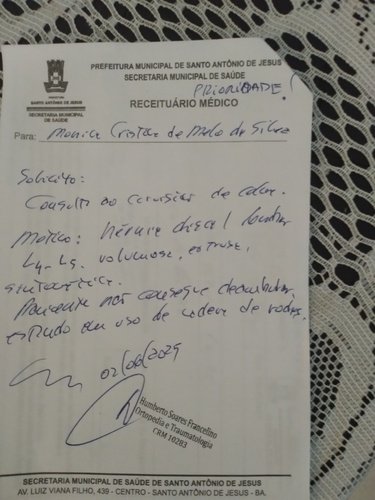 PREFEITURA MUNICIPAL DE SANTO ANTÔNIO DE JESUS
SECRETARIA MUNICIPAL DE SAÚDE
PREFEITURA
SANTO ANTÔNIO DE JESUS
SECRETARIA MUNICIPAL DE SAÚDE
PRIORIDADE!
RECEITUÁRIO MÉDICO
Para: Monica Cristina de Melo da Silva
Solicito:
Consulta ao cirurgião de coluna.
Motivo: hérnia discal lombar
L4-L5, volumosa, extrusa,
sintomática.
Paciente não consegue deambular,
estando em uso de cadeira de rodas.
Humberto Soares Francelino
Ortopedia e Traumatologia
CRM 10283
SECRETARIA MUNICIPAL DE SAÚDE DE SANTO ANTÔNIO DE JESUS
AV. LUIZ VIANA FILHO, 439 - CENTRO - SANTO ANTÔNIO DE JESUS - BA.